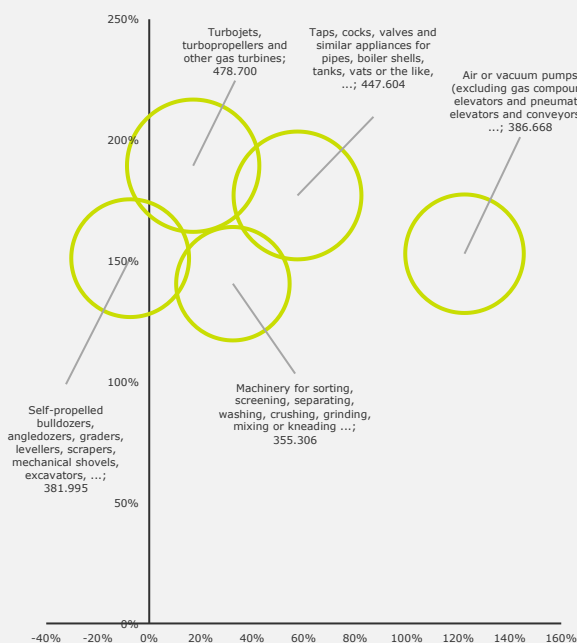 250%
Turbojets,
turbopropellers and
other gas turbines;
478.700
Taps, cocks, valves and
similar appliances for
pipes, boiler shells,
tanks, vats or the like,
...; 447.604
Air or vacuum pumps
(excluding gas compoun
elevators and pneumat
elevators and conveyors
...; 386.668
200%
150%
100%
Self-propelled
bulldozers,
angledozers, graders,
levellers, scrapers,
mechanical shovels,
excavators, ...;
381.995
Machinery for sorting,
screening, separating,
washing, crushing, grinding,
mixing or kneading ...;
355.306
50%
0%
-40% -20% 0% 20% 40% 60% 80% 100% 120% 140% 160%